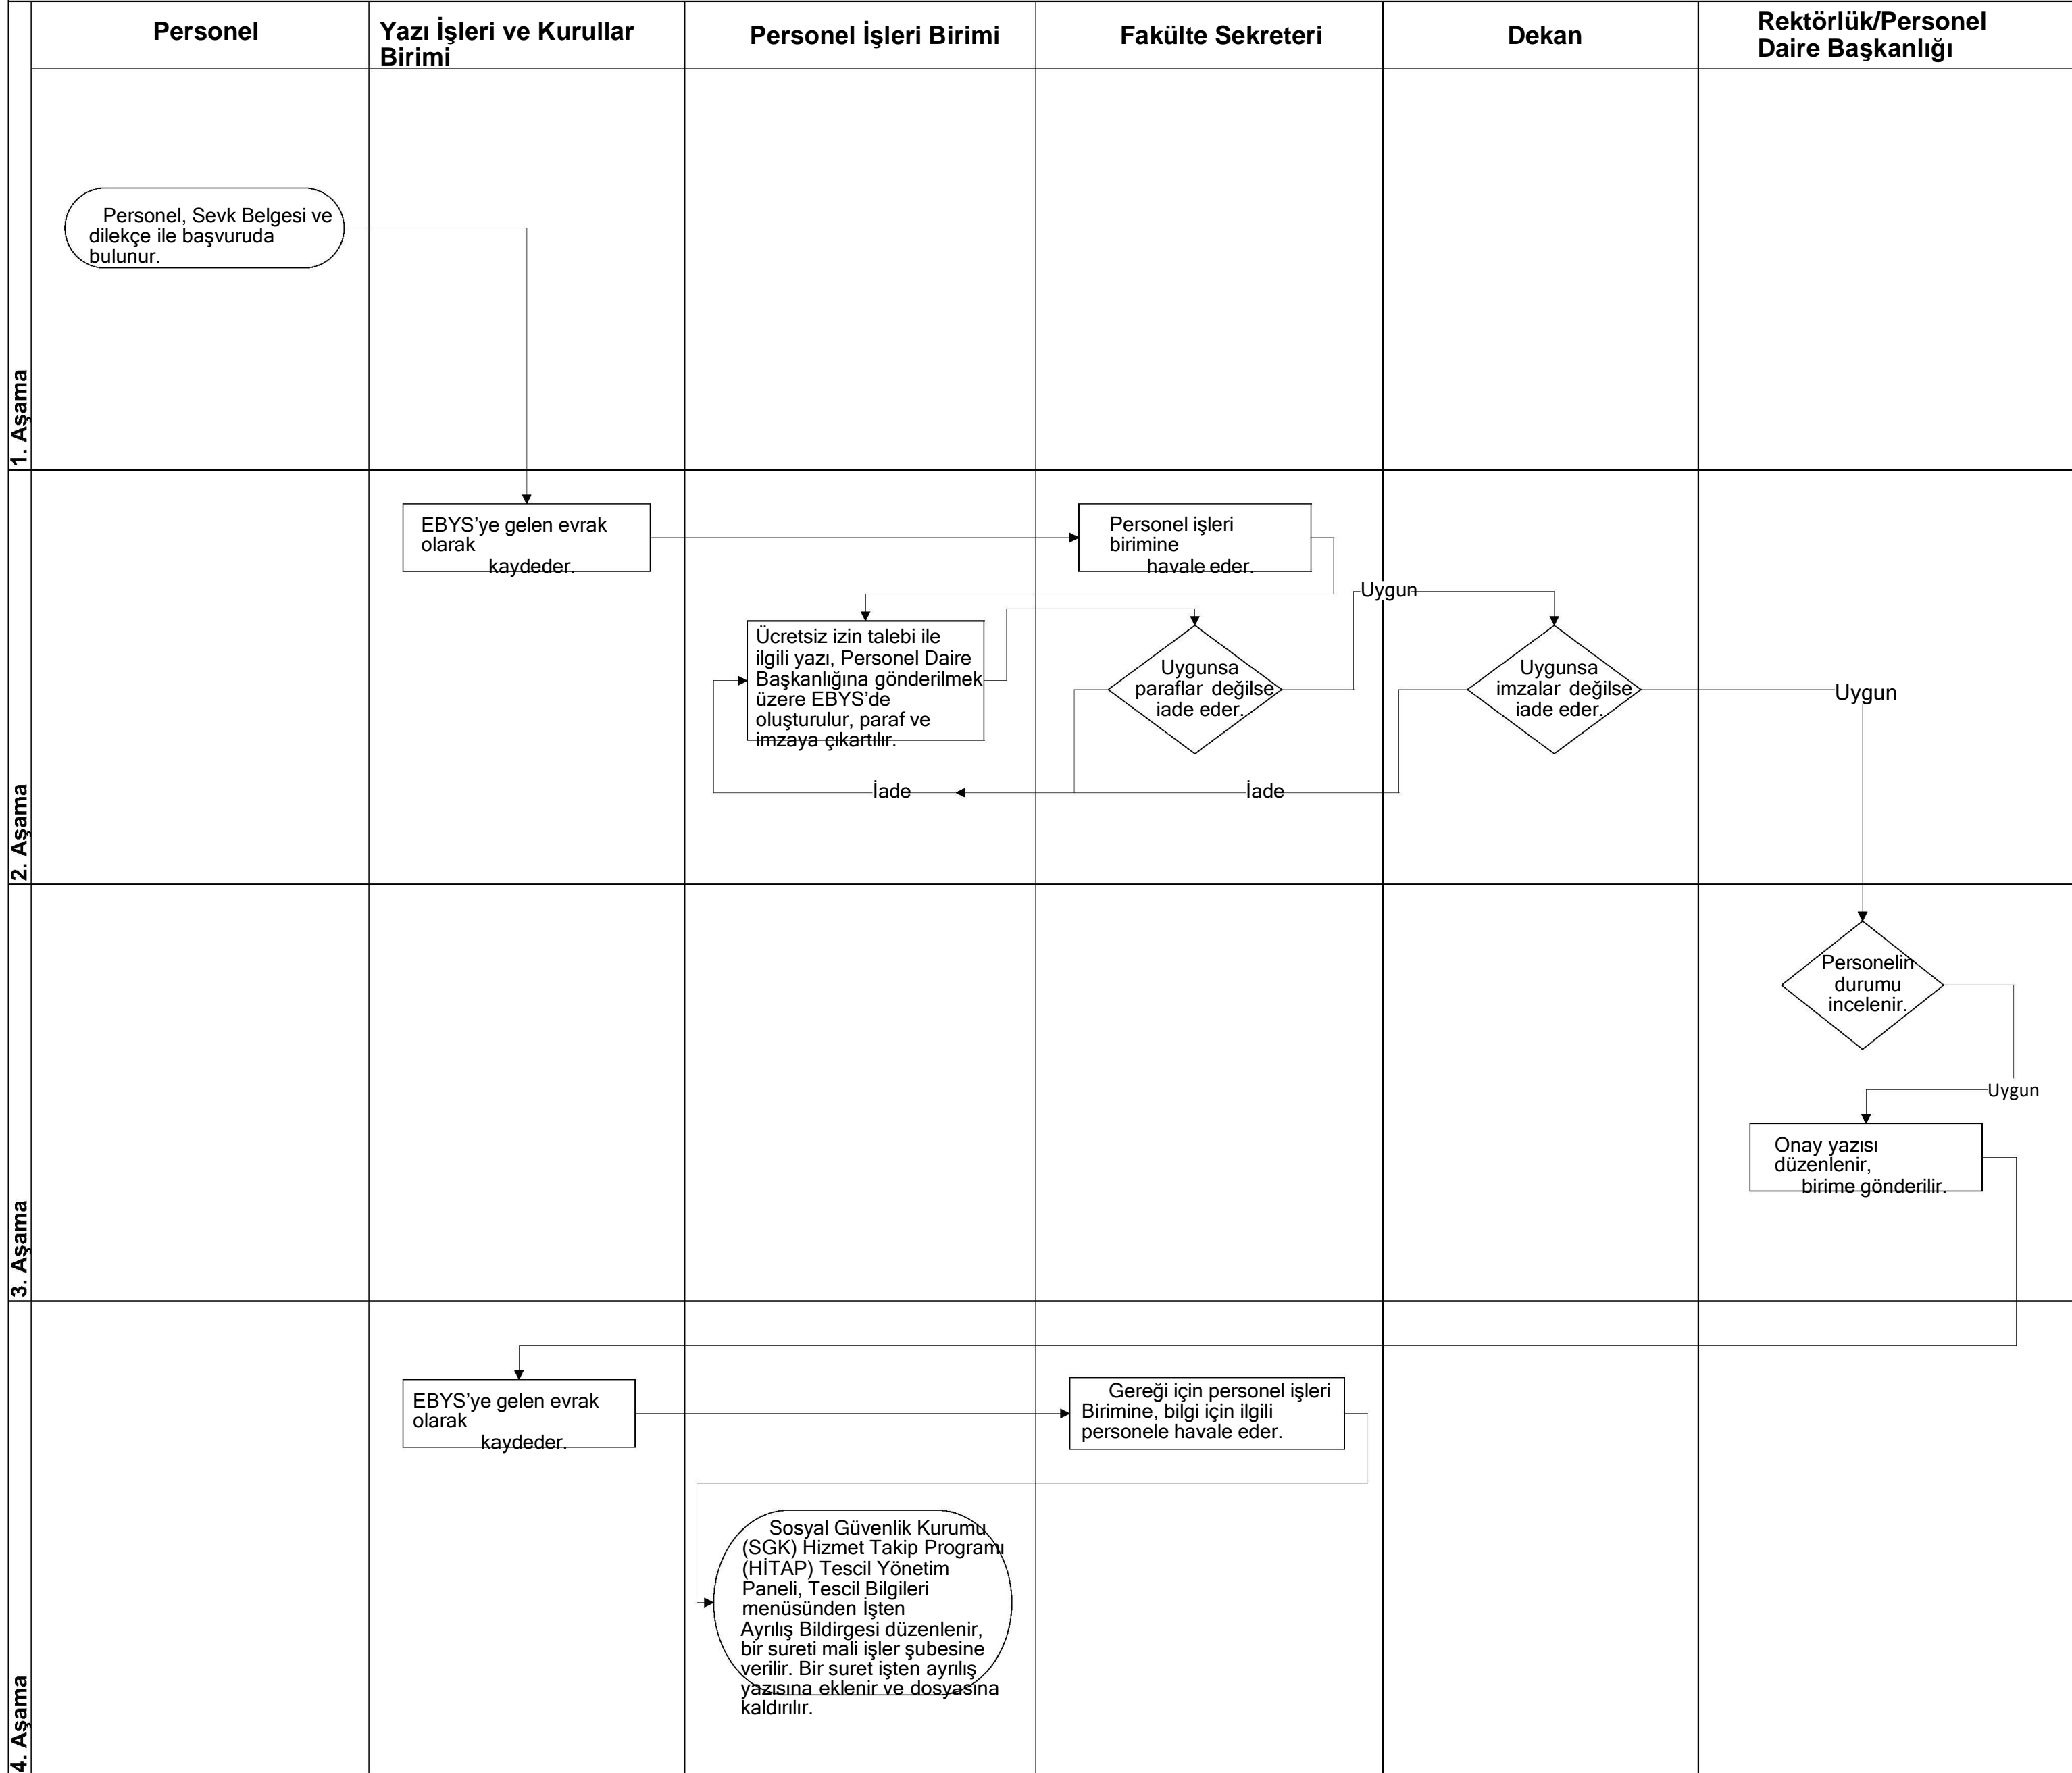 Personel
Yazı İşleri ve Kurullar
Birimi
Personel İşleri Birimi
Fakülte Sekreteri
Dekan
Rektörlük/Personel
Daire Başkanlığı
1. Aşama
Personel, Sevk Belgesi ve
dilekçe ile başvuruda
bulunur.
2. Aşama
EBYS’ye gelen evrak
olarak
kaydeder.
Personel işleri
birimine
havale eder.
Ücretsiz izin talebi ile
ilgili yazı, Personel Daire
Başkanlığına gönderilmek
üzere EBYS’de
oluşturulur, paraf ve
imzaya çıkartılır.
Uygunsa
paraflar değilse
iade eder.
Uygun
Uygunsa
imzalar değilse
iade eder.
Uygun
İade
İade
3. Aşama
Personelin
durumu
incelenir.
Uygun
Onay yazısı
düzenlenir,
birime gönderilir.
4. Aşama
EBYS’ye gelen evrak
olarak
kaydeder.
Gereği için personel işleri
Birimine, bilgi için ilgili
personele havale eder.
Sosyal Güvenlik Kurumu
(SGK) Hizmet Takip Programı
(HİTAP) Tescil Yönetim
Paneli, Tescil Bilgileri
menüsünden İşten
Ayrılış Bildirgesi düzenlenir,
bir sureti mali işler şubesine
verilir. Bir suret işten ayrılış
yazısına eklenir ve dosyasına
kaldırılır.